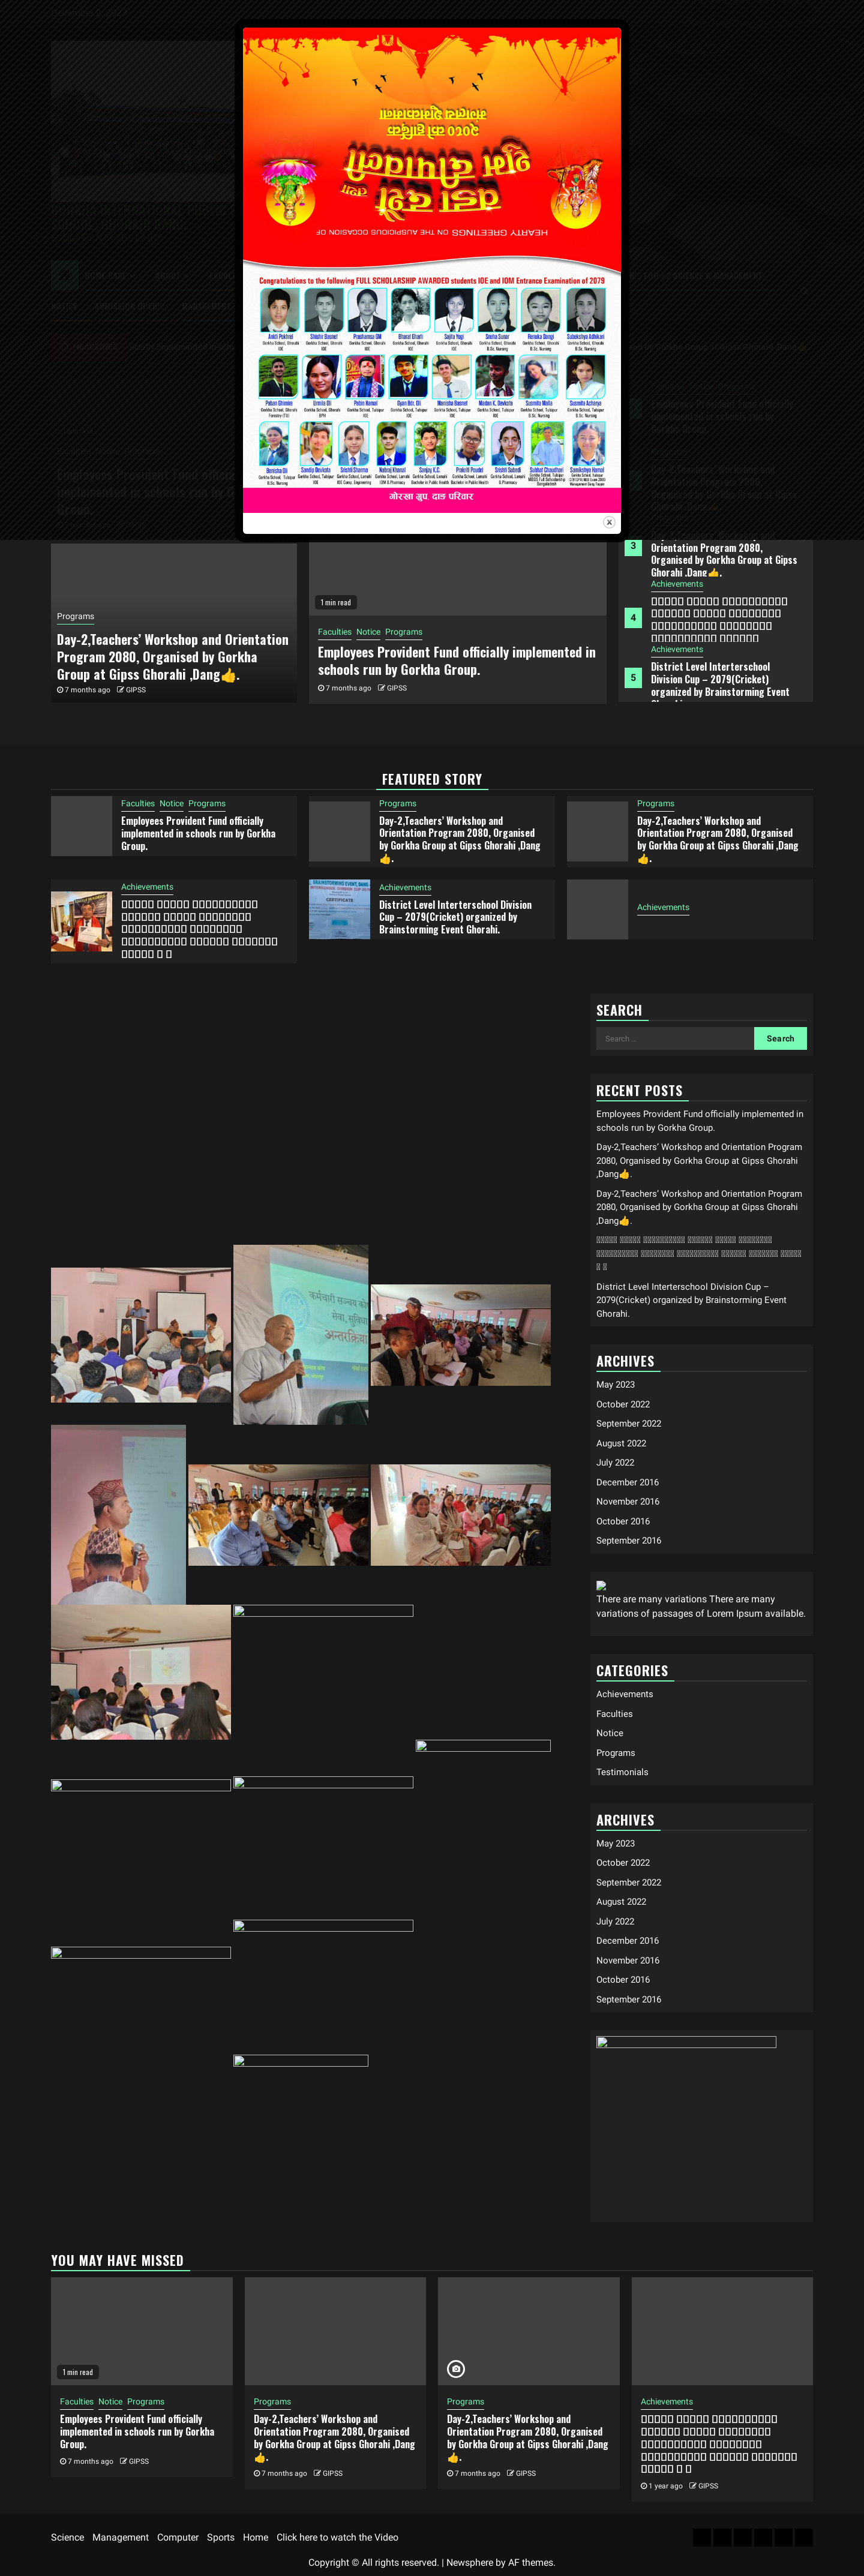 बडा दशैं तथा
शुभ दीपावली
२०८० को हार्दिक
मंगलमय शुभकामना
HEARTY GREETINGS ON THE AUSPICIOUS OCCASION OF
Congratulations to the following FULL SCHOLARSHIP AWARDED students IOE and IOM Entrance Examination of 2079
गोरखा ग्रुप, दाङ परिवार
X
Programs
Day-2,Teachers’ Workshop and Orientation
Program 2080, Organised by Gorkha
Group at Gipss Ghorahi ,Dang👍.
7 months ago GIPSS
1 min read
Faculties Notice Programs
Employees Provident Fund officially implemented in
schools run by Gorkha Group.
7 months ago GIPSS
3
Orientation Program 2080,
Organised by Gorkha Group at Gipss
Ghorahi ,Dang👍.
Achievements
4
Achievements
5
District Level Interterschool
Division Cup – 2079(Cricket)
organized by Brainstorming Event
FEATURED STORY
Faculties Notice Programs
Employees Provident Fund officially
implemented in schools run by Gorkha
Group.
Programs
Day-2,Teachers’ Workshop and
Orientation Program 2080, Organised
by Gorkha Group at Gipss Ghorahi ,Dang
👍.
Programs
Day-2,Teachers’ Workshop and
Orientation Program 2080, Organised
by Gorkha Group at Gipss Ghorahi ,Dang
👍.
Achievements
Achievements
District Level Interterschool Division
Cup – 2079(Cricket) organized by
Brainstorming Event Ghorahi.
Achievements
SEARCH
Search ...
Search
RECENT POSTS
Employees Provident Fund officially implemented in
schools run by Gorkha Group.
Day-2,Teachers’ Workshop and Orientation Program
2080, Organised by Gorkha Group at Gipss Ghorahi
,Dang👍.
Day-2,Teachers’ Workshop and Orientation Program
2080, Organised by Gorkha Group at Gipss Ghorahi
,Dang👍.
District Level Interterschool Division Cup –
2079(Cricket) organized by Brainstorming Event
Ghorahi.
ARCHIVES
May 2023
October 2022
September 2022
August 2022
July 2022
December 2016
November 2016
October 2016
September 2016
There are many variations There are many
variations of passages of Lorem Ipsum available.
CATEGORIES
Achievements
Faculties
Notice
Programs
Testimonials
ARCHIVES
May 2023
October 2022
September 2022
August 2022
July 2022
December 2016
November 2016
October 2016
September 2016
YOU MAY HAVE MISSED
1 min read
Faculties Notice Programs
Employees Provident Fund officially
implemented in schools run by Gorkha
Group.
7 months ago GIPSS
Programs
Day-2,Teachers’ Workshop and
Orientation Program 2080, Organised
by Gorkha Group at Gipss Ghorahi ,Dang
👍.
7 months ago GIPSS
Programs
Day-2,Teachers’ Workshop and
Orientation Program 2080, Organised
by Gorkha Group at Gipss Ghorahi ,Dang
👍.
7 months ago GIPSS
Achievements
1 year ago GIPSS
Science Management Computer Sports Home Click here to watch the Video
Copyright © All rights reserved. | Newsphere by AF themes.